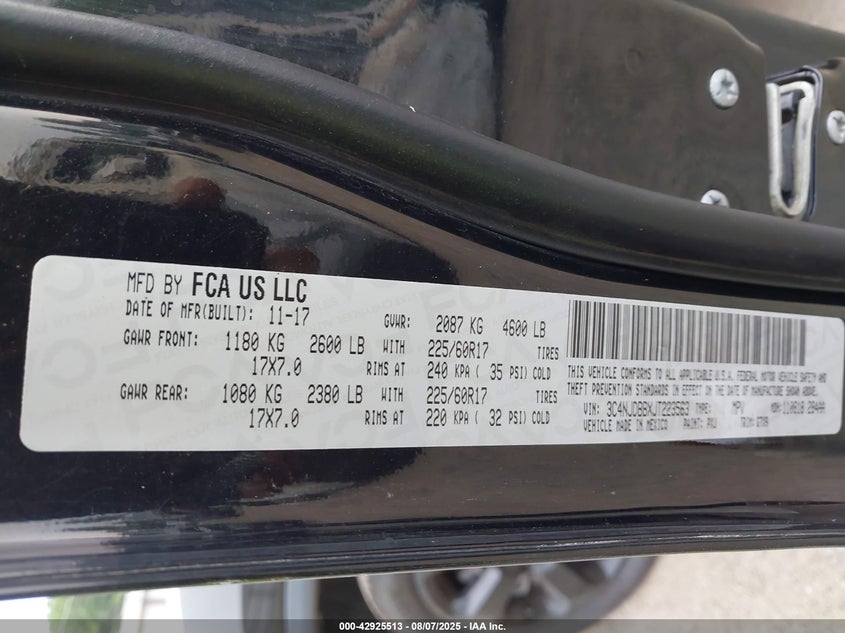 MFD BY FCA US LLC
DATE OF MFR(BUILT): 11-17 GVWR: 2087 KG 4600 LB
GAWR FRONT: 1180 KG 2600 LB WITH 225/60R17 TIRES
17X7.0 RIMS AT 240 KPA ( 35 PSI) COLD
GAWR REAR: 1080 KG 2380 LB WITH 225/60R17 TIRES
17X7.0 RIMS AT 220 KPA ( 32 PSI) COLD
THIS VEHICLE CONFORMS TO ALL APPLICABLE U.S.A. FEDERAL MOTOR VEHICLE SAFETY AND
THEFT PREVENTION STANDARDS IN EFFECT ON THE DATE OF MANUFACTURE SHOWN ABOVE.
VIN: 3C4NJDBBXJT223563 TYPE: MPV MDH:
VEHICLE MADE IN MEXICO PAINT: PXJ TRIM:
000-42925513 - 08/07/2025 - IAA Inc.